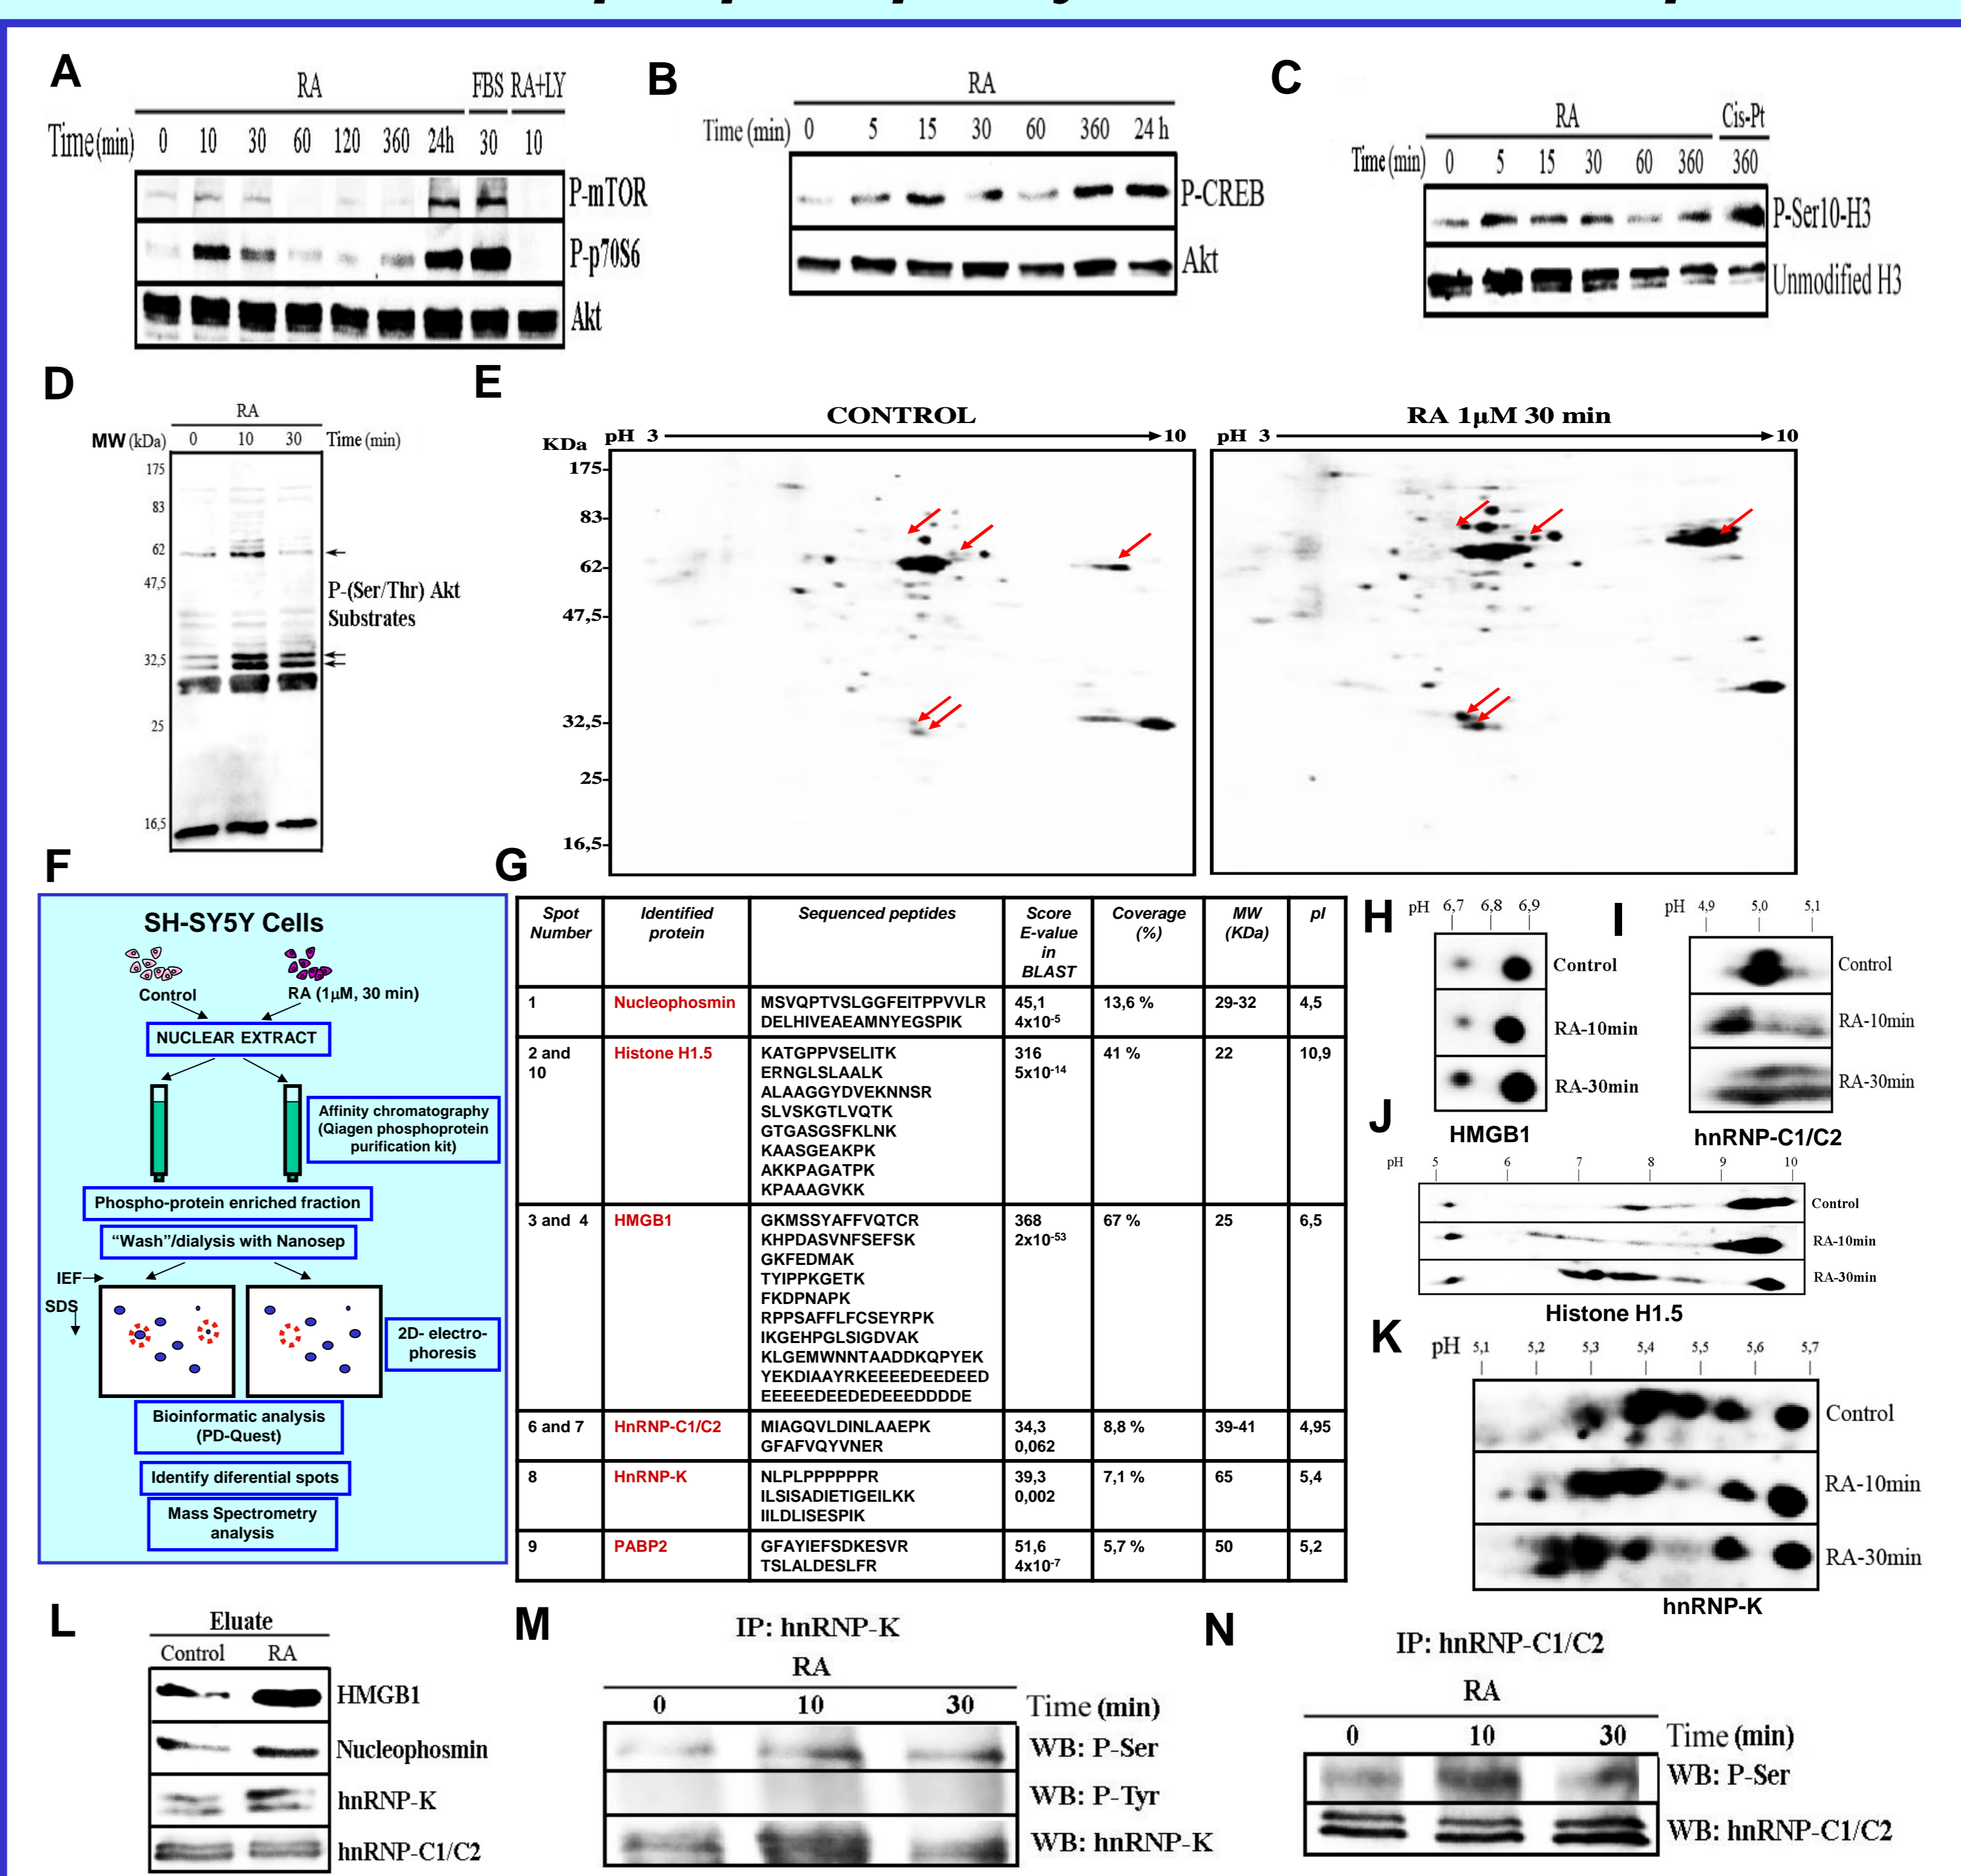 A
RA FBS RA+LY
Time (min) 0 10 30 60 120 360 24h 30 10
P-mTOR
P-p70S6
Akt
B
RA
Time (min) 0 5 15 30 60 360 24 h
P-CREB
Akt
C
RA Cis-Pt
Time (min) 0 5 15 30 60 360 360
P-Ser10-H3
Unmodified H3
D
RA
MW (kDa) 0 10 30 Time (min)
175
83
62
47,5
P-(Ser/Thr) Akt
Substrates
32,5
25
16,5
E
CONTROL
RA 1µM 30 min
KDa pH 3 10 pH 3 10
175-
83-
62-
47,5-
32,5-
25-
16,5-
F
SH-SY5Y Cells
Control
RA (1µM, 30 min)
NUCLEAR EXTRACT
Affinity chromatography
(Qiagen phosphoprotein
purification kit)
Phospho-protein enriched fraction
“Wash”/dialysis with Nanosep
IEF
SDS
2D- electro-
phoresis
Bioinformatic analysis
(PD-Quest)
Identify diferential spots
Mass Spectrometry
analysis
G
Spot Number Identified protein Sequenced peptides Score E-value in BLAST Coverage (%) MW (KDa) pI
1 Nucleophosmin MSVQPTVSLGGFEITPPVVLR 45,1 13,6 % 29-32 4,5
DELHIVEAEAMNYEGSPIK 4x10-5
2 and 10 Histone H1.5 KATGPPVSELITK 316 41 % 22 10,9
ERNGLSLAALK 5x10-14
ALAAGGYDVEKNNSR
SLVSKGTLVQTK
GTGASGSFKLNK
KAASGEAKPK
AKKPAGATPK
KPAAAGVKK
3 and 4 HMGB1 GKMSSYAFFVQTCR 368 67 % 25 6,5
KHPDASVNFSEFSK 2x10-53
GKFEDMAK
TYIPPKGETK
FKDPNAPK
RPPSAFFLFCSEYRPK
IKGEHPGLSIGDVAK
KLGEMWNNTAADDKQPYEK
YEKDIAAYRKEEEEDEEDEED
EEEEEDEEDEDEEEDDDDE
6 and 7 HnRNP-C1/C2 MIAGQVLDINLAAEPK 34,3 8,8 % 39-41 4,95
GFAFVQYVNER 0,062
8 HnRNP-K NLPLPPPPPPR 39,3 7,1 % 65 5,4
ILSISADIETIGEILKK 0,002
IILDLISESPIK
9 PABP2 GFAYIEFSDKESVR 51,6 5,7 % 50 5,2
TSLALDESLFR 4x10-7
H
pH 6,7 6,8 6,9
Control
RA-10min
RA-30min
HMGB1
I
pH 4,9 5,0 5,1
Control
RA-10min
RA-30min
hnRNP-C1/C2
J
pH 5 6 7 8 9 10
Control
RA-10min
RA-30min
Histone H1.5
K
pH 5,1 5,2 5,3 5,4 5,5 5,6 5,7
Control
RA-10min
RA-30min
hnRNP-K
L
Eluate
Control RA
HMGB1
Nucleophosmin
hnRNP-K
hnRNP-C1/C2
M
IP: hnRNP-K
RA
0 10 30 Time (min)
WB: P-Ser
WB: P-Tyr
WB: hnRNP-K
N
IP: hnRNP-C1/C2
RA
0 10 30 Time (min)
WB: P-Ser
WB: hnRNP-C1/C2